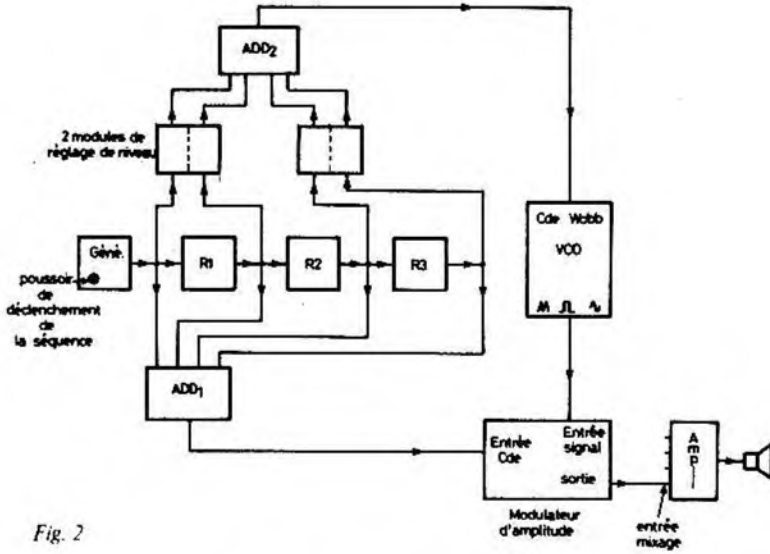 ADD2
2 modules de
réglage de niveau
Géné.
R1
R2
R3
poussoir
de
déclenchement
de
la séquence
Cde Wobb
VCO
ADD1
Entrée
Cde
Entrée
signal
sortie
Modulateur
d'amplitude
Amp
entrée
mixage
Fig. 2